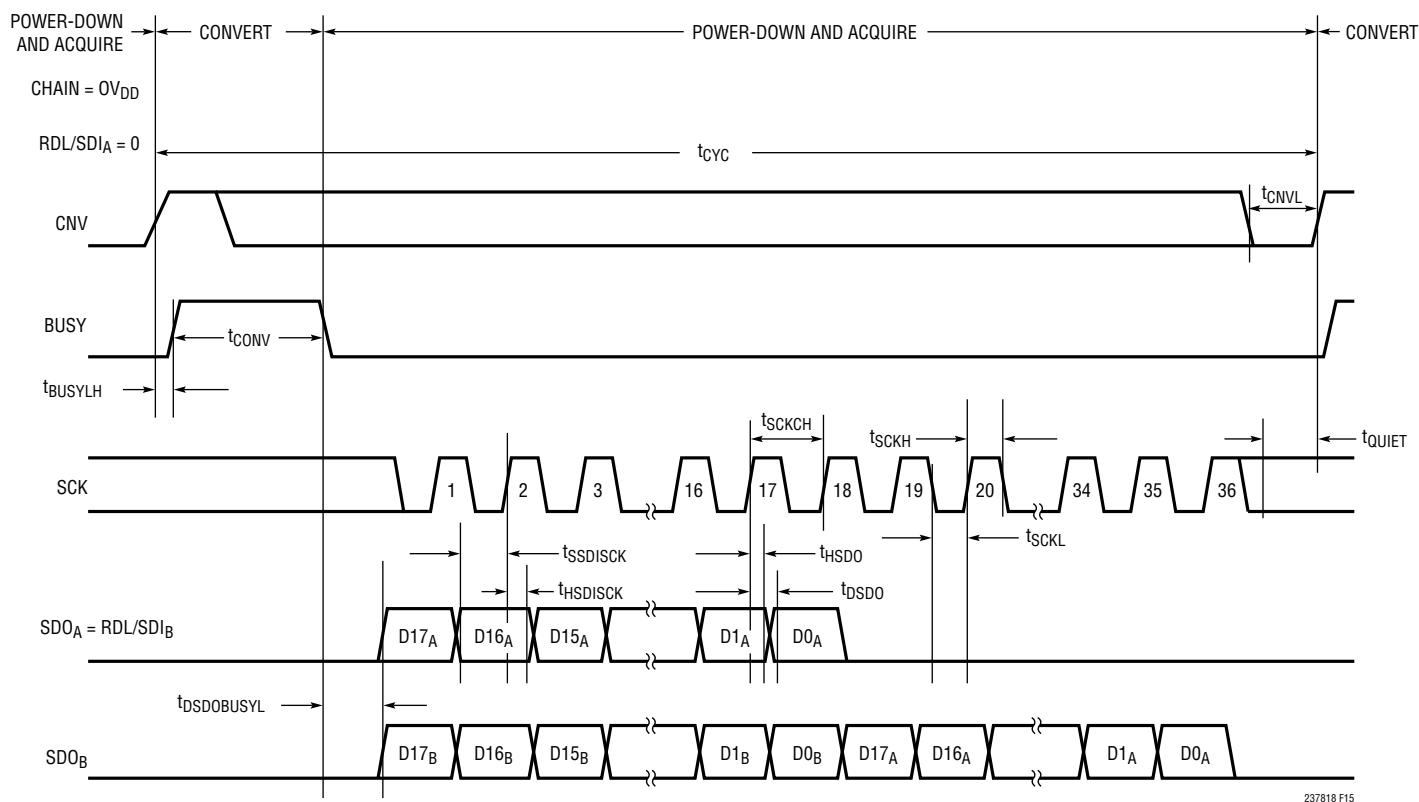 POWER-DOWN
AND ACQUIRE
CONVERT
POWER-DOWN AND ACQUIRE
CONVERT
CHAIN = OVDD
RDL/SDIA = 0
tCYC
CNV
tCNVL
BUSY
tCONV
tBUSYLH
tSCKCH
tSCKH
tQUIET
SCK
1 2 3 16 17 18 19 20 34 35 36
tSSDISCK
tHSDO
tSCKL
tHSDISCK
tDSDO
SDOA = RDL/SDIB
D17A D16A D15A D1A D0A
tDSDOBUSYL
SDOB
D17B D16B D15B D1B D0B D17A D16A D1A D0A
237818 F15